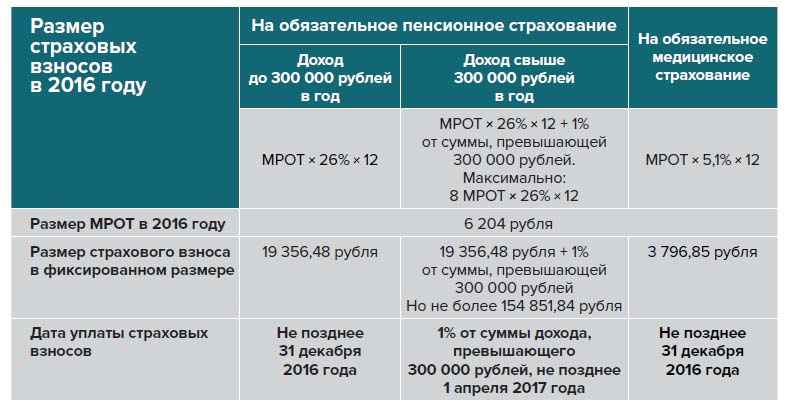 Размер
страховых
взносов
в 2016 году
На обязательное пенсионное страхование
На обязательное
медицинское
страхование
Доход
до 300 000 рублей
в год
Доход свыше
300 000 рублей
в год
МРОТ × 26% × 12
МРОТ × 26% × 12 + 1%
от суммы, превышающей
300 000 рублей.
Максимально:
8 МРОТ × 26% × 12
МРОТ × 5,1% × 12
Размер МРОТ в 2016 году
6 204 рубля
Размер страхового взноса
в фиксированном размере
19 356,48 рубля
19 356,48 рубля + 1%
от суммы, превышающей
300 000 рублей
Но не более 154 851,84 рубля
3 796,85 рубля
Дата уплаты страховых
взносов
Не позднее
31 декабря
2016 года
1% от суммы дохода,
превышающего
300 000 рублей, не позднее
1 апреля 2017 года
Не позднее
31 декабря
2016 года